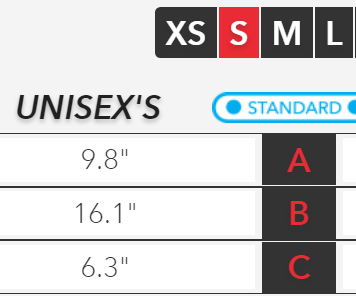 XS S M L
UNISEX'S STANDARD
9.8" A
16.1" B
6.3" C